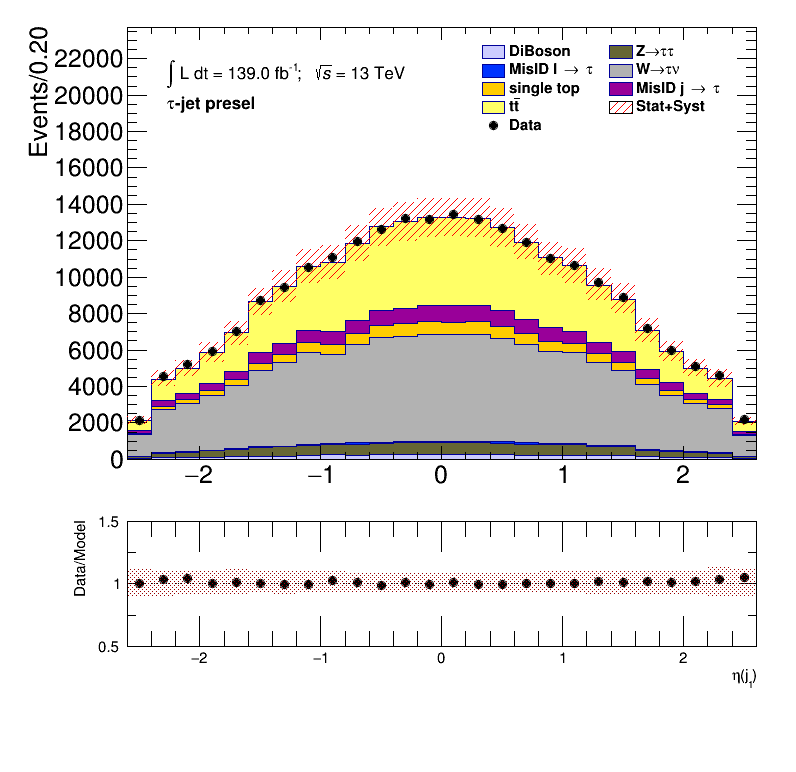 Events/0.20
22000
20000
18000
16000
14000
12000
10000
8000
6000
4000
2000
0
∫ L dt = 139.0 fb⁻¹; √s = 13 TeV
τ-jet presel
DiBoson Z→ττ
MisID l → τ W→τν
single top MisID j → τ
tt̄ Stat+Syst
Data
−2 −1 0 1 2
Data/Model
1.5
1
0.5
−2 −1 0 1 2
η(j₁)